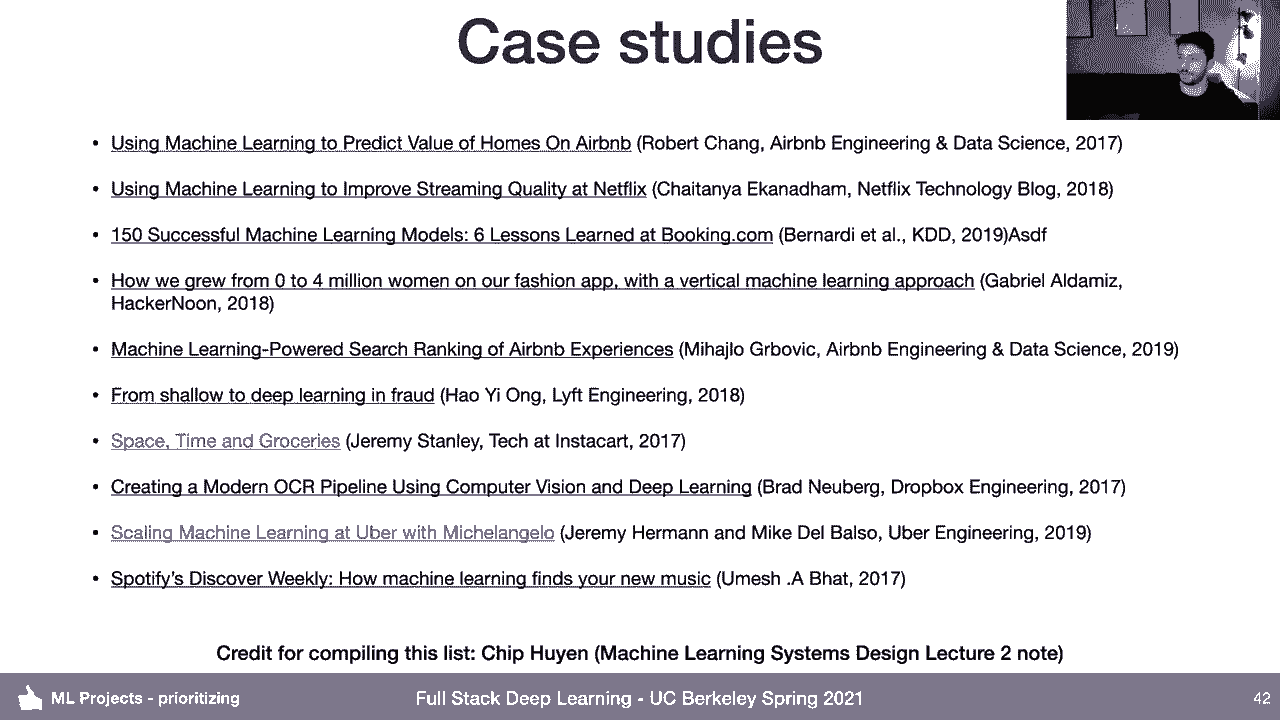 Case studies
• Using Machine Learning to Predict Value of Homes On Airbnb (Robert Chang, Airbnb Engineering & Data Science, 2017)
• Using Machine Learning to Improve Streaming Quality at Netflix (Chaitanya Ekanadham, Netflix Technology Blog, 2018)
• 150 Successful Machine Learning Models: 6 Lessons Learned at Booking.com (Bernardi et al., KDD, 2019)Asdf
• How we grew from 0 to 4 million women on our fashion app, with a vertical machine learning approach (Gabriel Aldamiz,
HackerNoon, 2018)
• Machine Learning-Powered Search Ranking of Airbnb Experiences (Mihajlo Grbovic, Airbnb Engineering & Data Science, 2019)
• From shallow to deep learning in fraud (Hao Yi Ong, Lyft Engineering, 2018)
• Space, Time and Groceries (Jeremy Stanley, Tech at Instacart, 2017)
• Creating a Modern OCR Pipeline Using Computer Vision and Deep Learning (Brad Neuberg, Dropbox Engineering, 2017)
• Scaling Machine Learning at Uber with Michelangelo (Jeremy Hermann and Mike Del Balso, Uber Engineering, 2019)
• Spotify's Discover Weekly: How machine learning finds your new music (Umesh .A Bhat, 2017)
Credit for compiling this list: Chip Huyen (Machine Learning Systems Design Lecture 2 note)
ML Projects - prioritizing
Full Stack Deep Learning - UC Berkeley Spring 2021
42